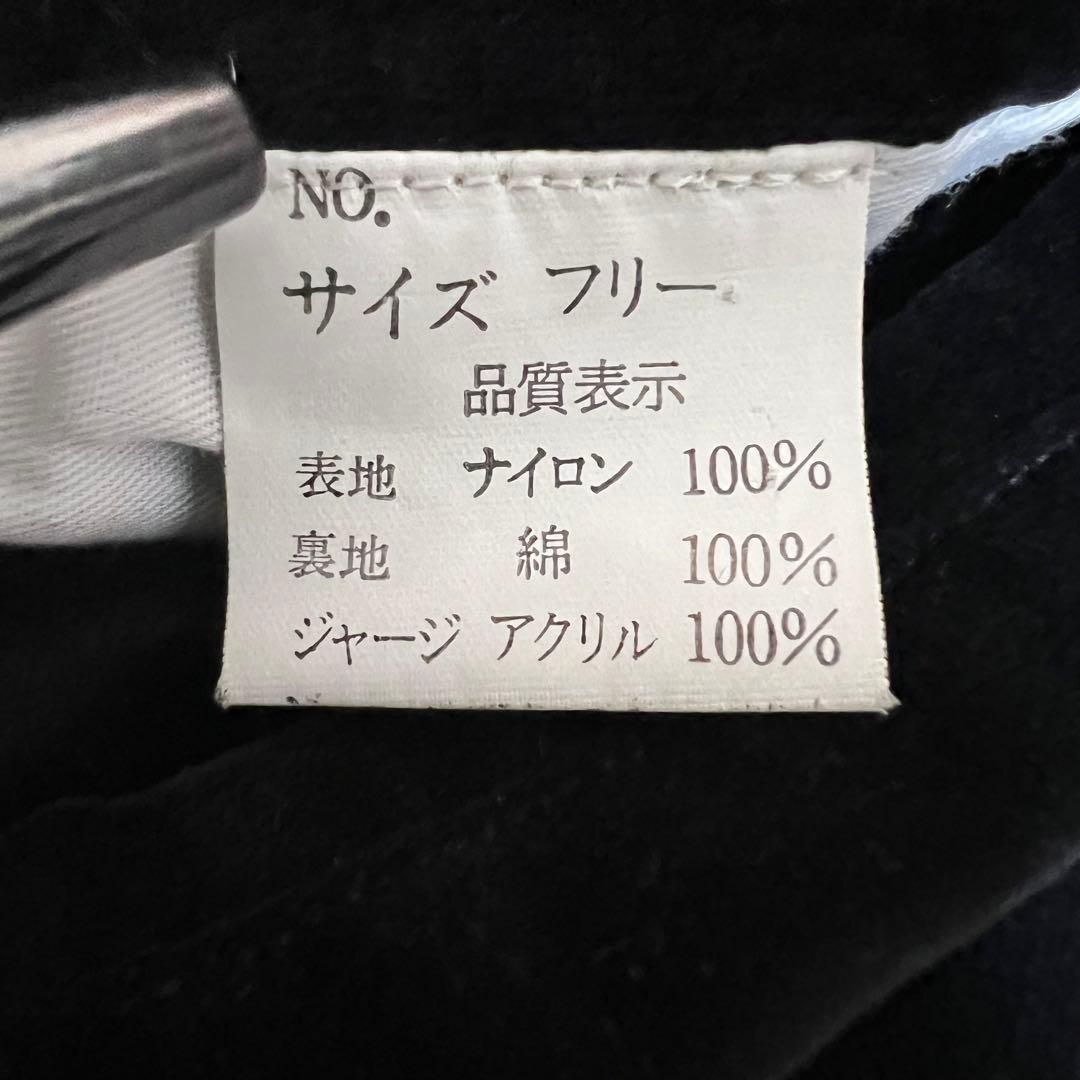 NO.
サイズ フリー
品質表示
表地 ナイロン 100%
裏地 綿 100%
ジャージ アクリル 100%